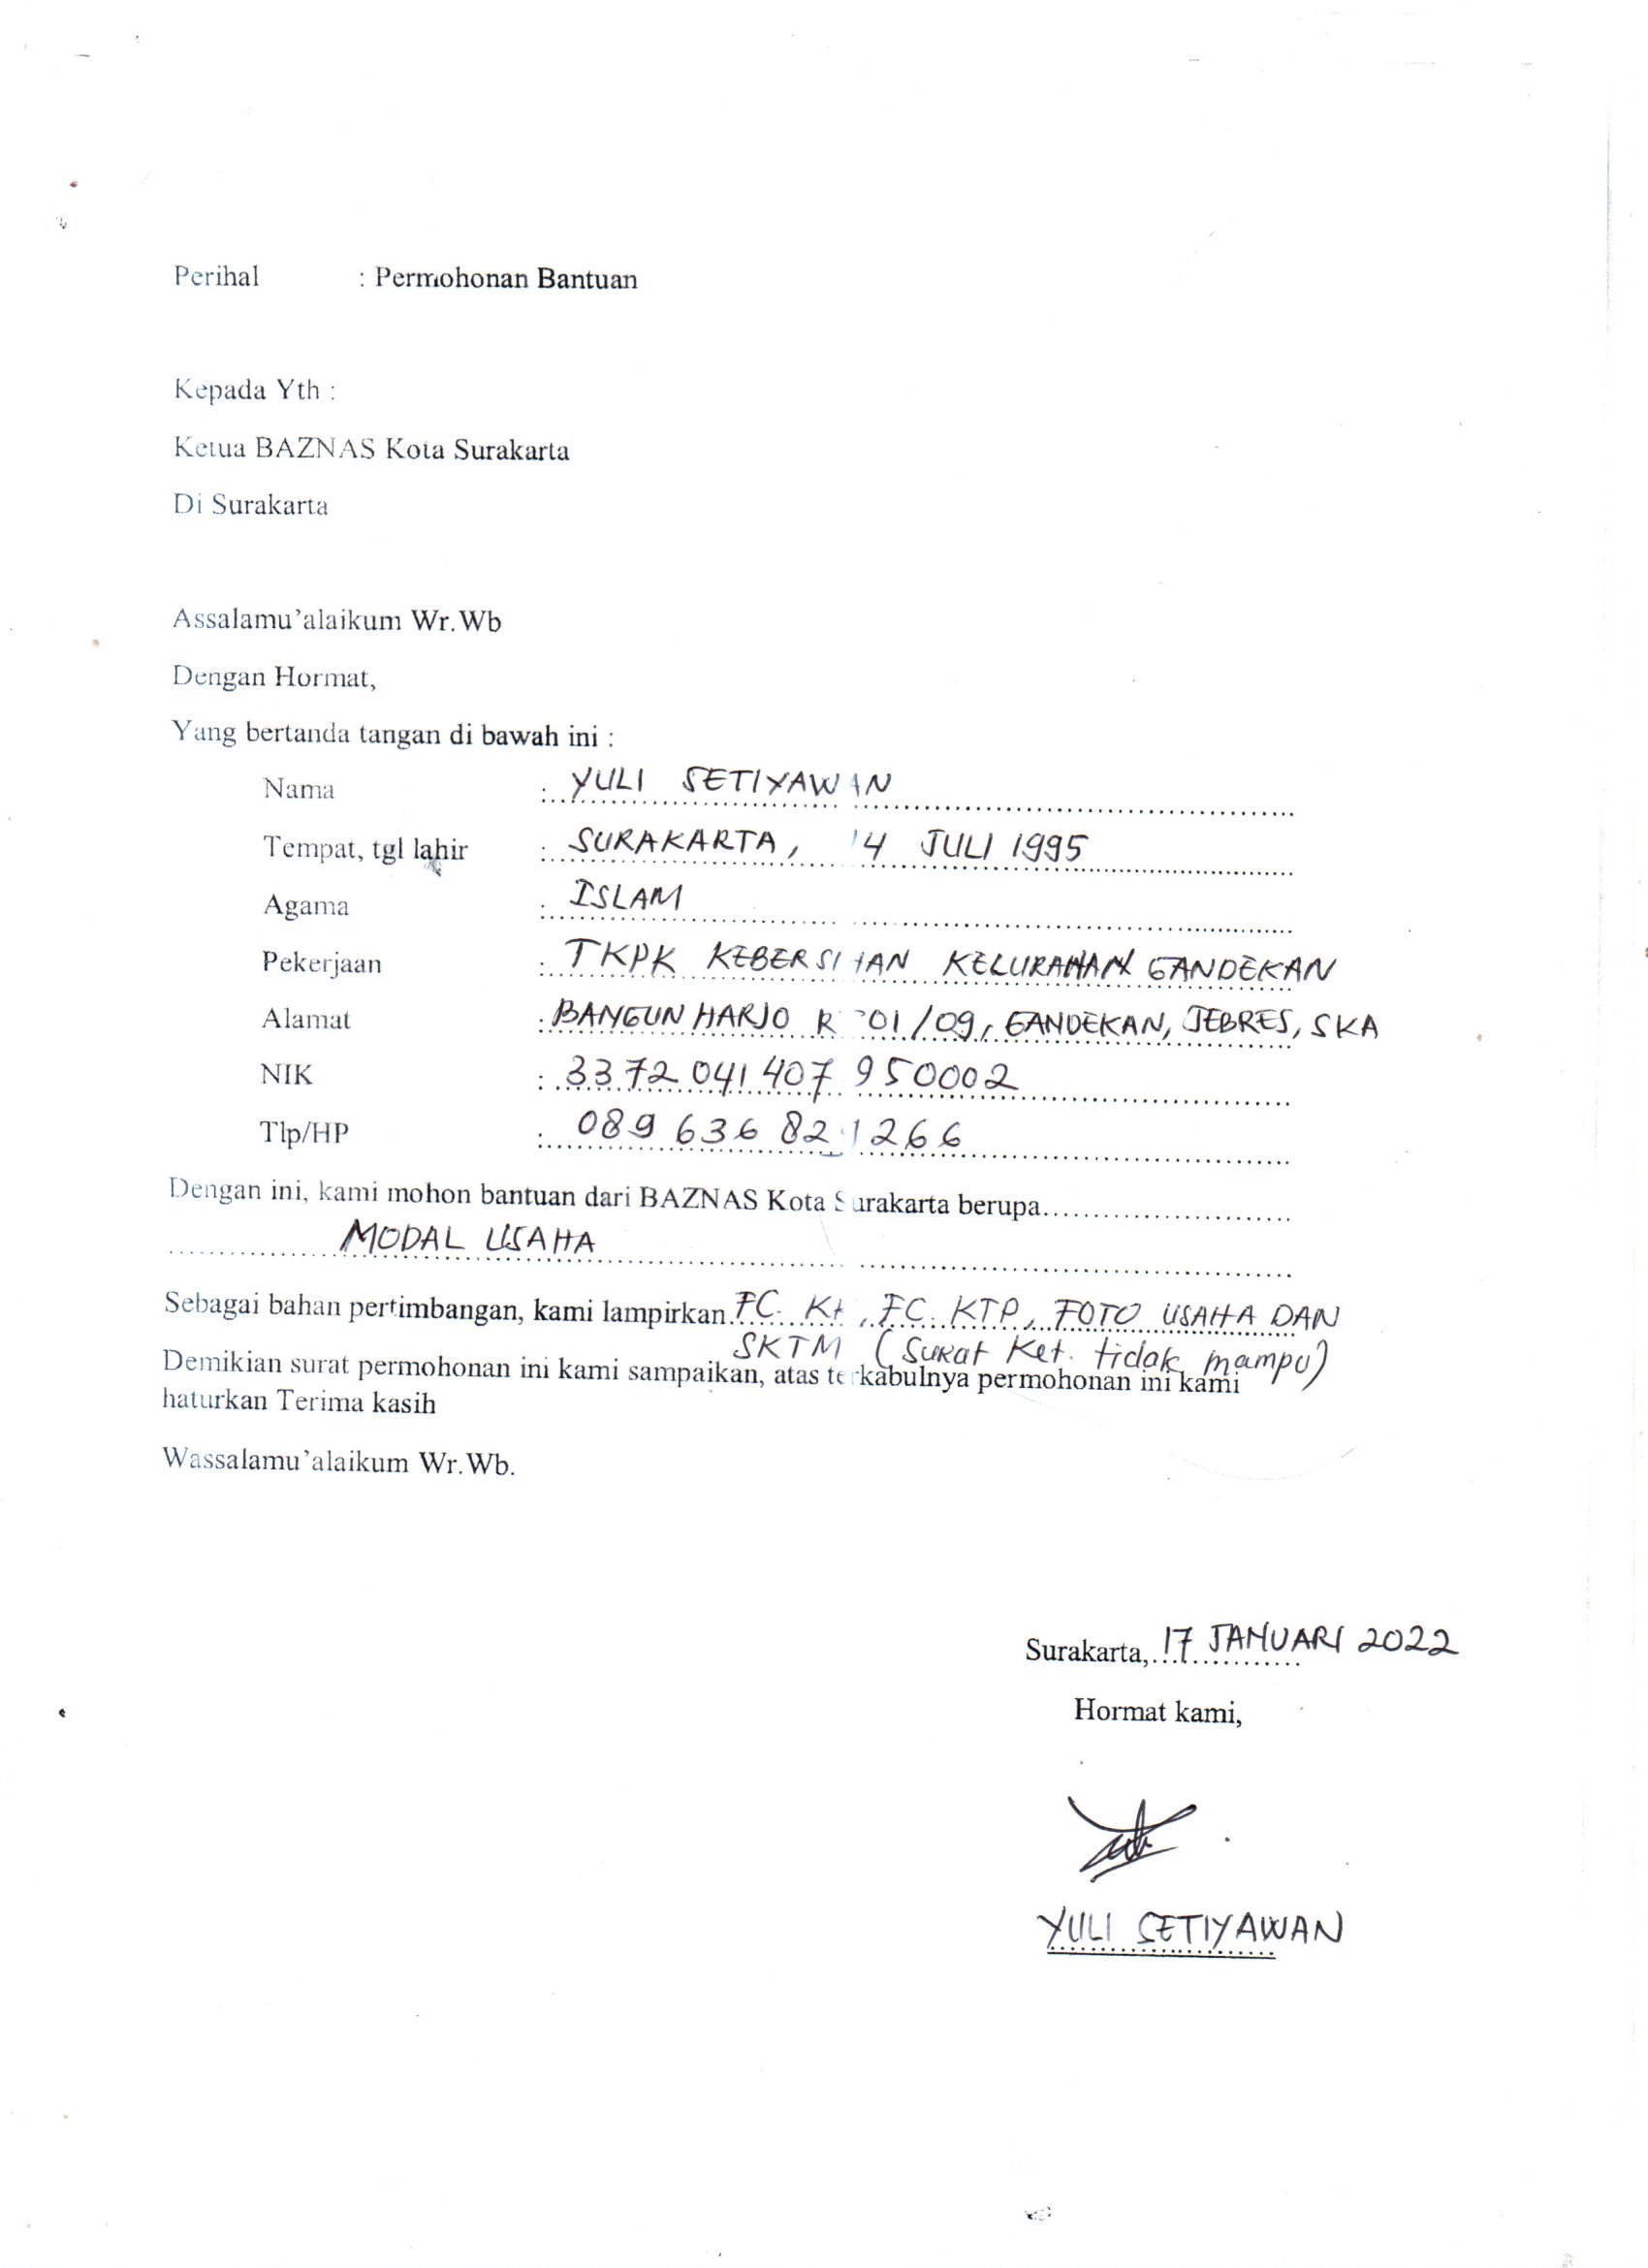 Perihal : Permohonan Bantuan
Kepada Yth :
Ketua BAZNAS Kota Surakarta
Di Surakarta
Assalamu'alaikum Wr.Wb
Dengan Hormat,
Yang bertanda tangan di bawah ini :
Nama : YULI SETIYAWAN
Tempat, tgl lahir : SURAKARTA, 14 JULI 1995
Agama : ISLAM
Pekerjaan : TKPK KEBERSIHAN KELURAHAN GANDEKAN
Alamat : BANGUN HARJO 01/09, GANDEKAN, JEBRES, SKA
NIK : 3372 041 407 950002
Tlp/HP : 089 636 821 266
Dengan ini, kami mohon bantuan dari BAZNAS Kota Surakarta berupa
MODAL USAHA
Sebagai bahan pertimbangan, kami lampirkan FC. KK, FC. KTP, FOTO USAHA DAN
SKTM (Surat Ket. tidak mampu)
Demikian surat permohonan ini kami sampaikan, atas terkabulnya permohonan ini kami
haturkan Terima kasih
Wassalamu'alaikum Wr.Wb.
Surakarta, 17 JANUARI 2022
Hormat kami,
YULI SETIYAWAN